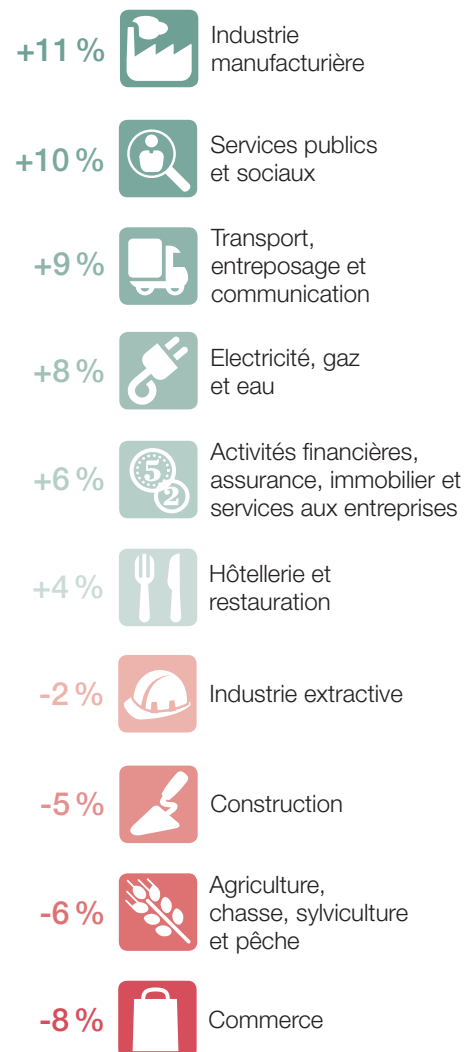 +11 %
Industrie
manufacturière
+10 %
Services publics
et sociaux
+9 %
Transport,
entreposage et
communication
+8 %
Electricité, gaz
et eau
+6 %
5
2
Activités financières,
assurance, immobilier et
services aux entreprises
+4 %
Hôtellerie et
restauration
-2 %
Industrie extractive
-5 %
Construction
-6 %
Agriculture,
chasse, sylviculture
et pêche
-8 %
Commerce